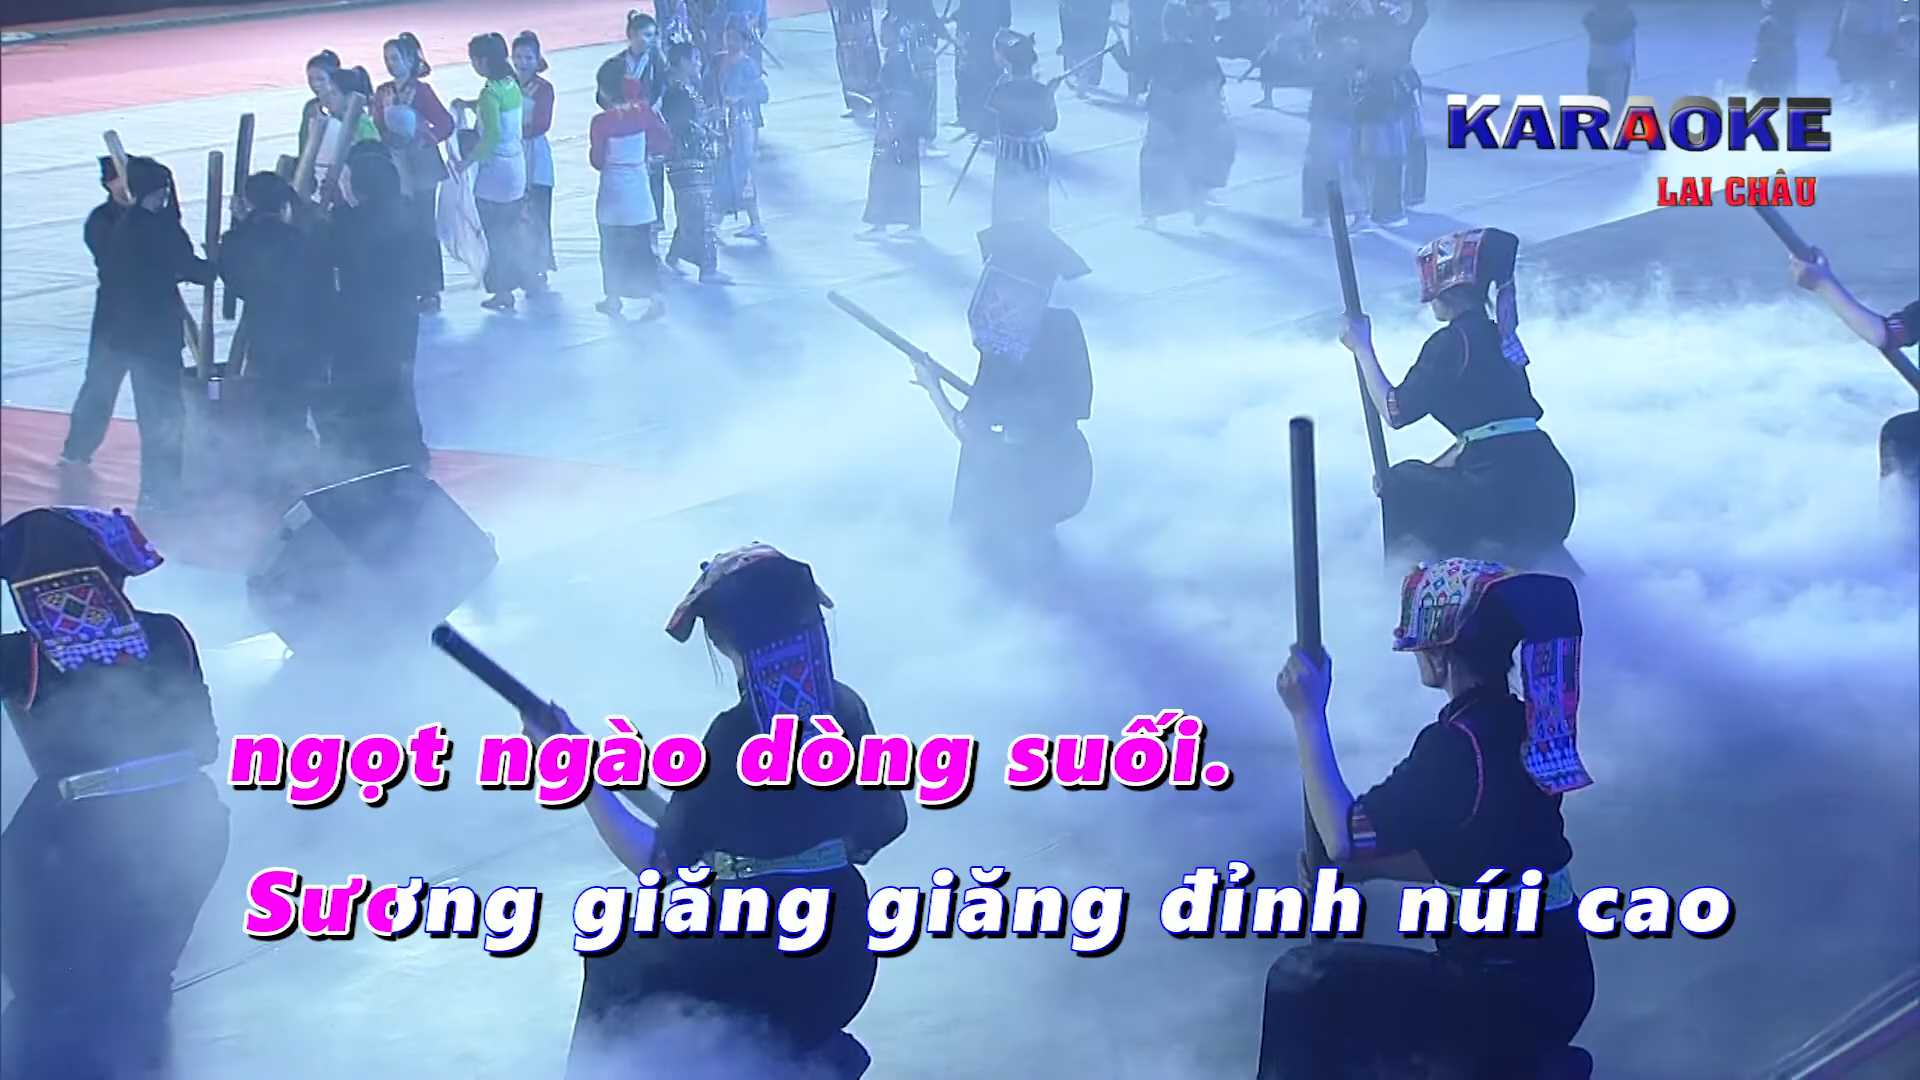 KARAOKE
LAI CHÂU
ngọt ngào dòng suối.
Sương giăng giăng đỉnh núi cao